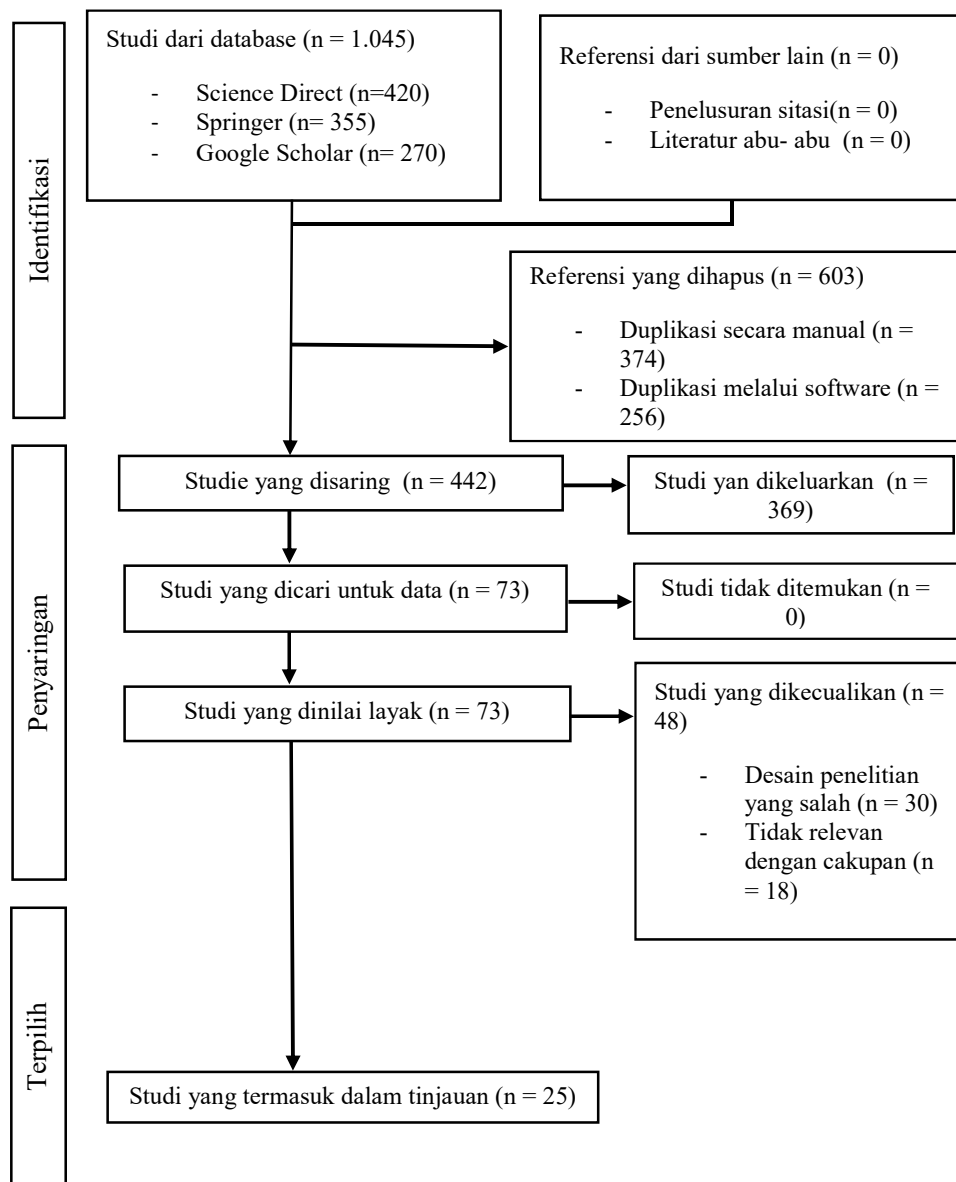 Identifikasi
Studi dari database (n = 1.045)
- Science Direct (n=420)
- Springer (n= 355)
- Google Scholar (n= 270)
Referensi dari sumber lain (n = 0)
- Penelusuran sitasi(n = 0)
- Literatur abu- abu (n = 0)
Referensi yang dihapus (n = 603)
- Duplikasi secara manual (n =
374)
- Duplikasi melalui software (n =
256)
Penyaringan
Studie yang disaring (n = 442)
Studi yan dikeluarkan (n =
369)
Studi yang dicari untuk data (n = 73)
Studi tidak ditemukan (n =
0)
Studi yang dinilai layak (n = 73)
Studi yang dikecualikan (n =
48)
- Desain penelitian
yang salah (n = 30)
- Tidak relevan
dengan cakupan (n
= 18)
Terpilih
Studi yang termasuk dalam tinjauan (n = 25)